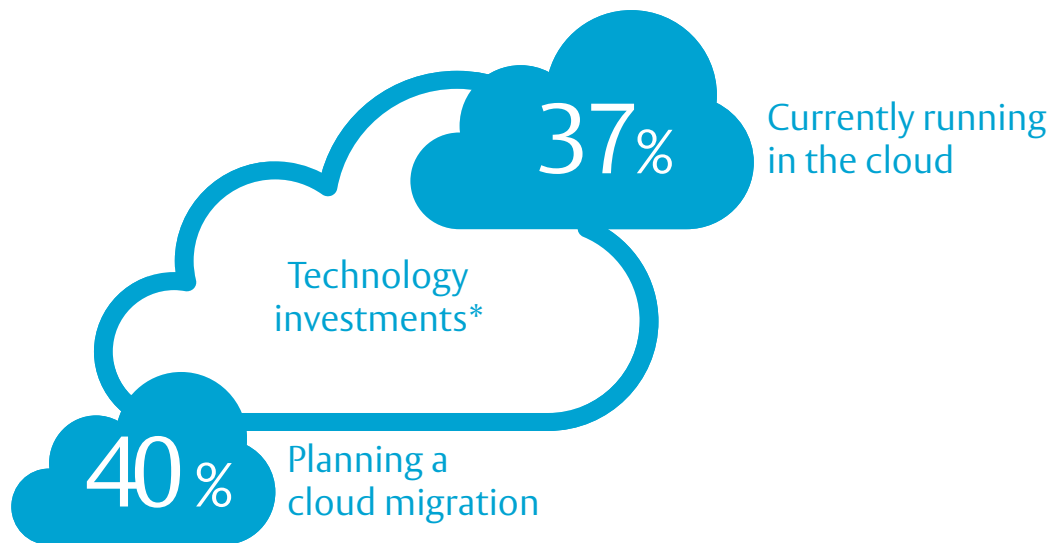 37%
Currently running
in the cloud
Technology
investments*
40 %
Planning a
cloud migration